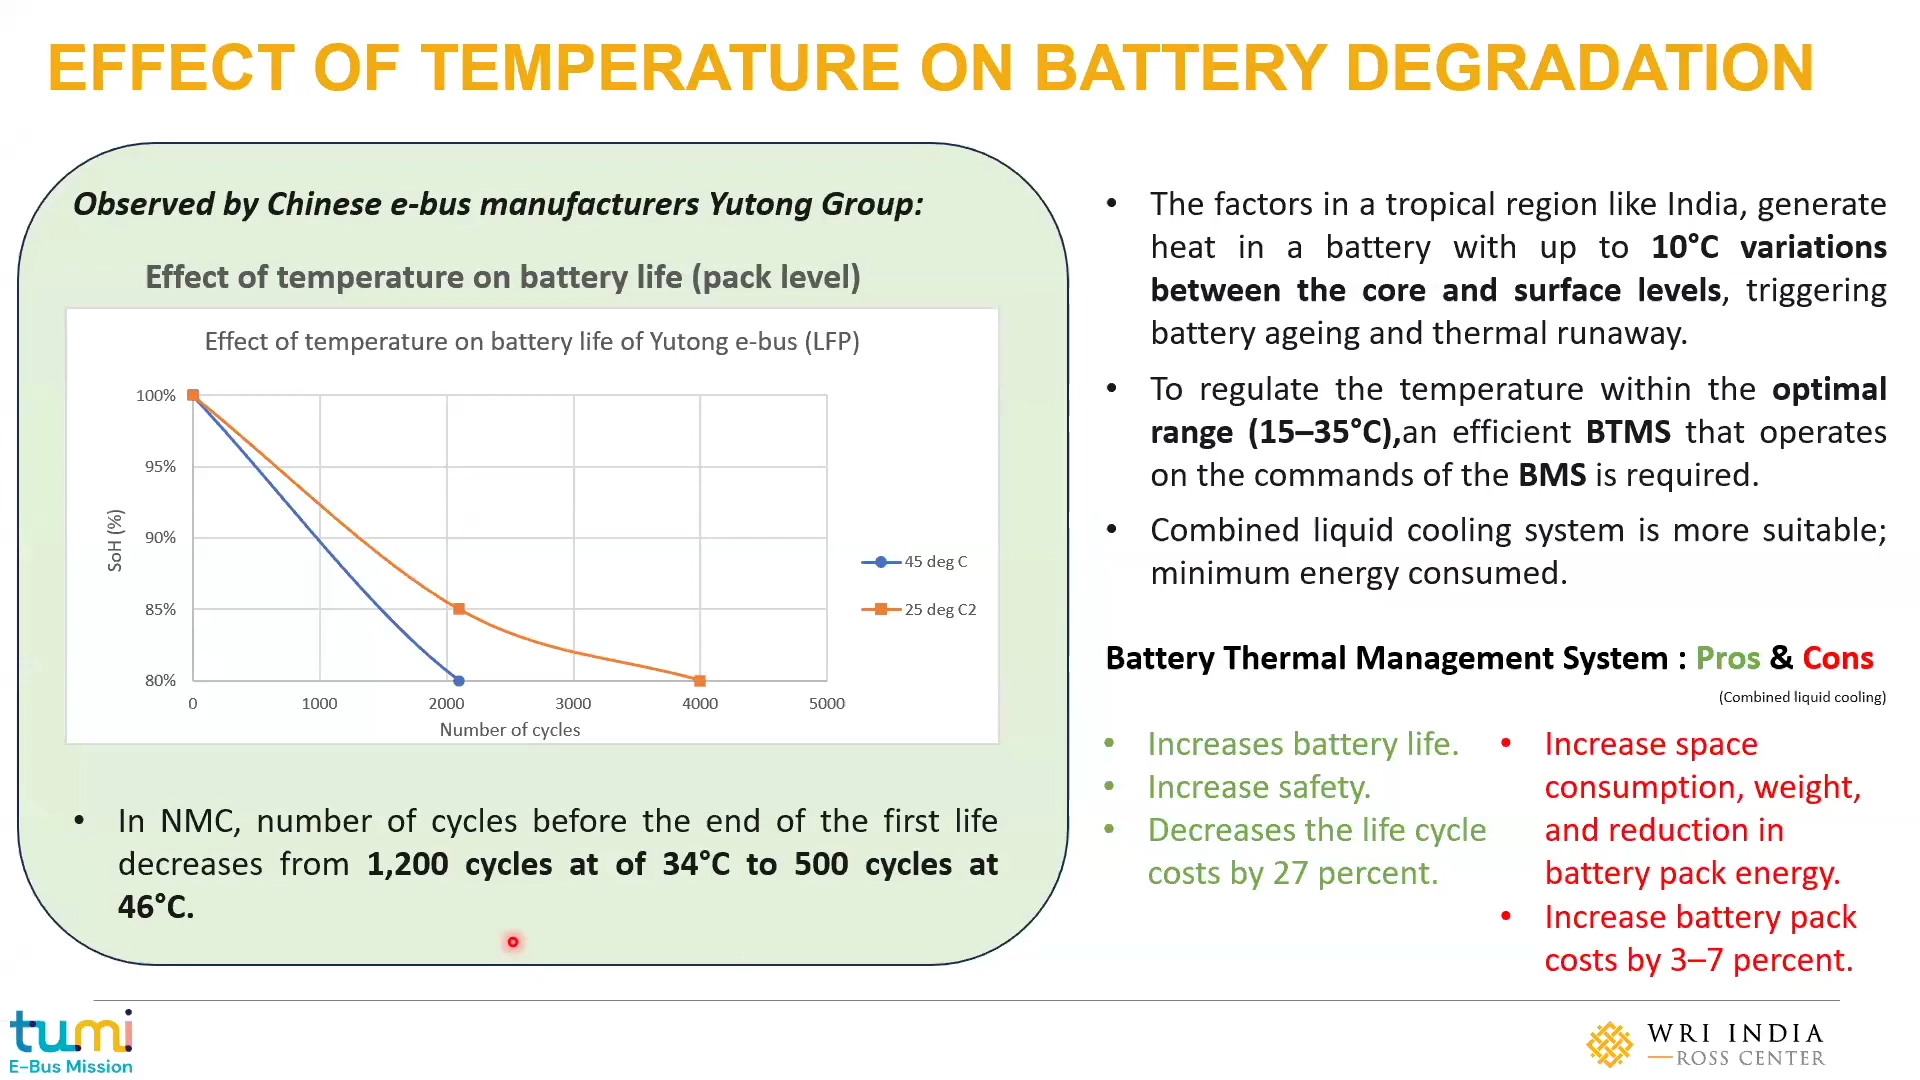 EFFECT OF TEMPERATURE ON BATTERY DEGRADATION
Observed by Chinese e-bus manufacturers Yutong Group:
Effect of temperature on battery life (pack level)
Effect of temperature on battery life of Yutong e-bus (LFP)
100%
95%
90%
85%
80%
SoH (%)
0
1000
2000
3000
4000
5000
Number of cycles
45 deg C
25 deg C2
• In NMC, number of cycles before the end of the first life
decreases from 1,200 cycles at of 34°C to 500 cycles at
46°C.
• The factors in a tropical region like India, generate
heat in a battery with up to 10°C variations
between the core and surface levels, triggering
battery ageing and thermal runaway.
• To regulate the temperature within the optimal
range (15–35°C),an efficient BTMS that operates
on the commands of the BMS is required.
• Combined liquid cooling system is more suitable;
minimum energy consumed.
Battery Thermal Management System : Pros & Cons
(Combined liquid cooling)
• Increases battery life.
• Increase safety.
• Decreases the life cycle
costs by 27 percent.
• Increase space
consumption, weight,
and reduction in
battery pack energy.
• Increase battery pack
costs by 3–7 percent.
tumi
E-Bus Mission
WRI INDIA
ROSS CENTER